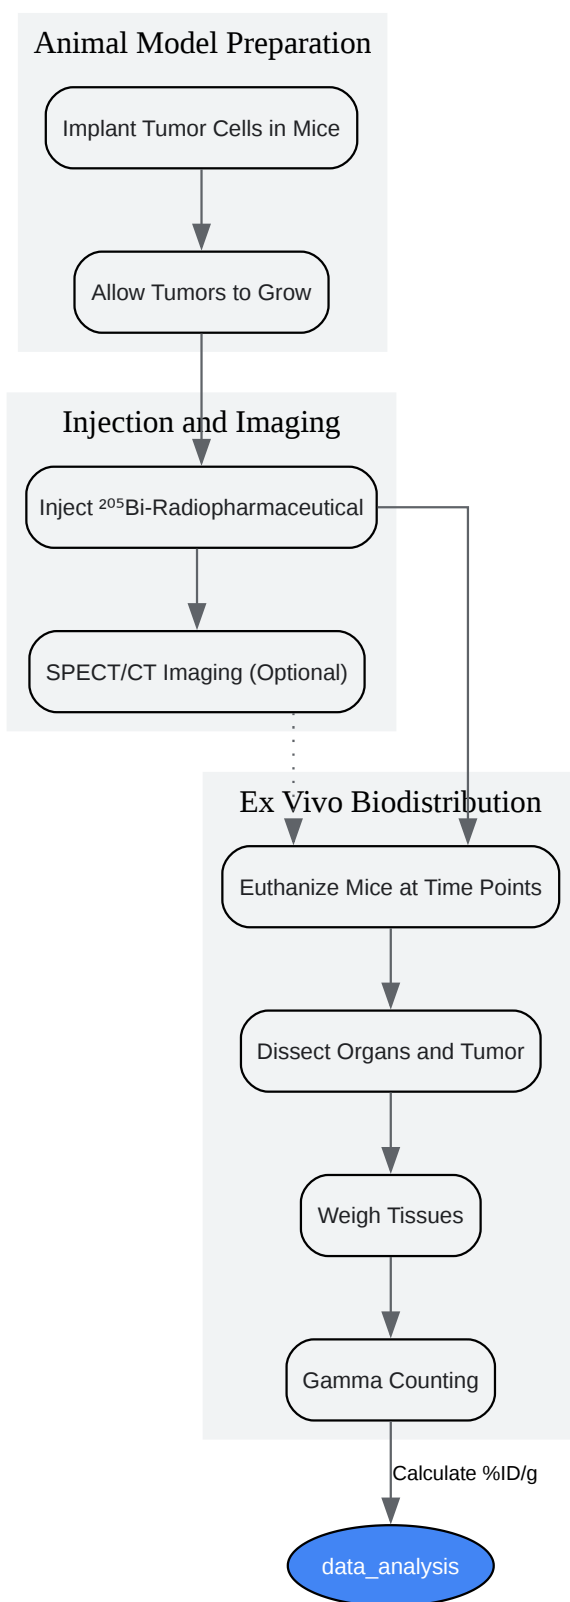 Animal Model Preparation
Implant Tumor Cells in Mice
Allow Tumors to Grow
Injection and Imaging
Inject ²⁰⁵Bi-Radiopharmaceutical
SPECT/CT Imaging (Optional)
Ex Vivo Biodistribution
Euthanize Mice at Time Points
Dissect Organs and Tumor
Weigh Tissues
Gamma Counting
Calculate %ID/g
data_analysis